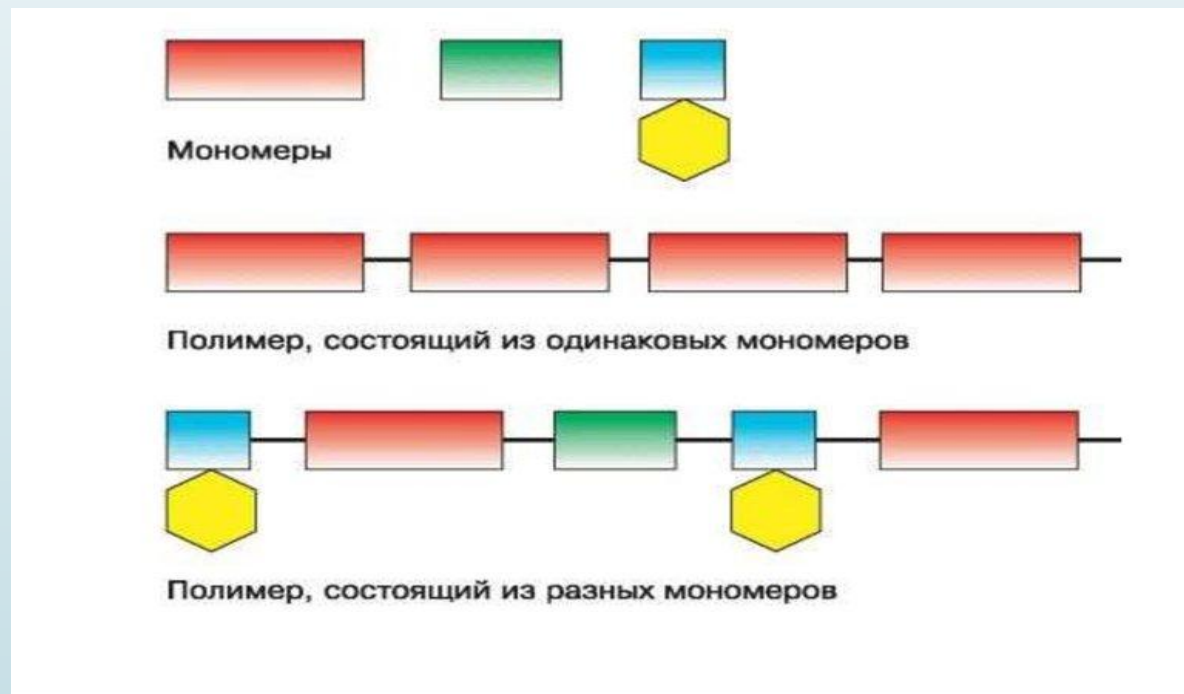 Мономеры
Полимер, состоящий из одинаковых мономеров
Полимер, состоящий из разных мономеров